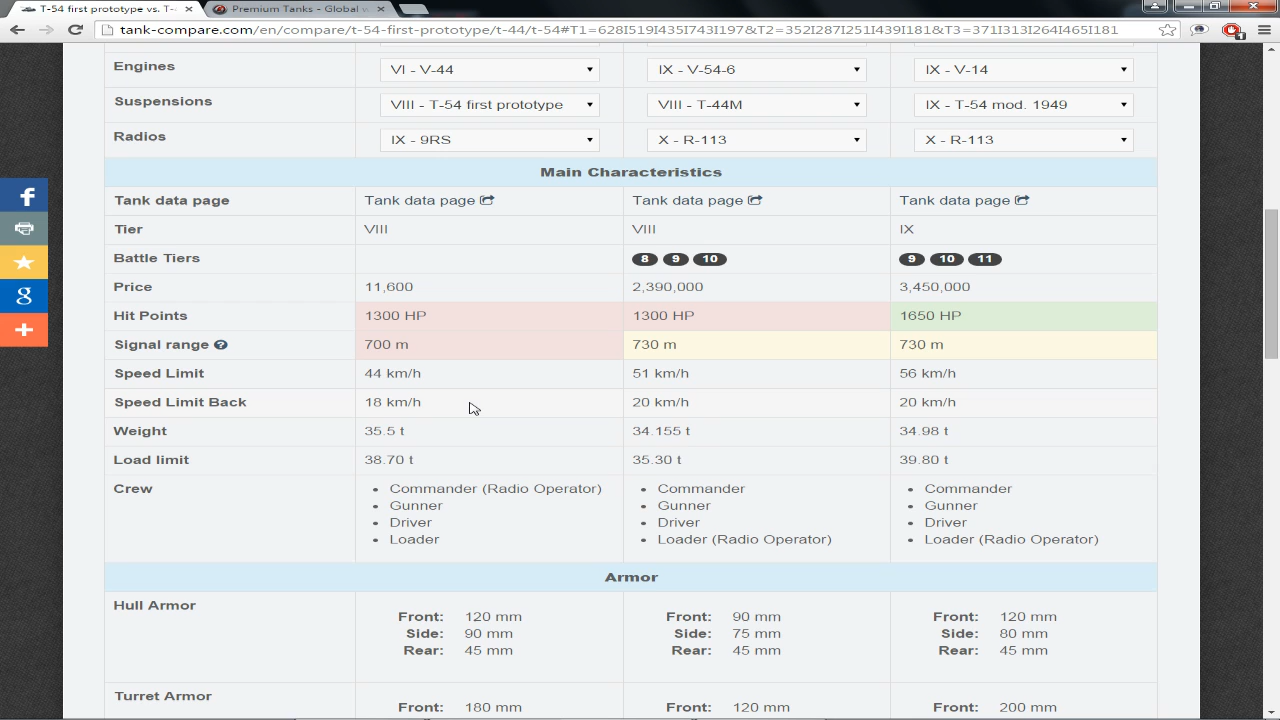 T-54 first prototype vs. T-
Premium Tanks - Global w
tank-compare.com/en/compare/t-54-first-prototype/t-44/t-54#T1=628I519I435I743I197&T2=352I287I251I439I181&T3=371I313I264I465I181
1
Engines VI - V-44 IX - V-54-6 IX - V-14
Suspensions VIII - T-54 first prototype VIII - T-44M IX - T-54 mod. 1949
Radios IX - 9RS X - R-113 X - R-113
Main Characteristics
Tank data page Tank data page Tank data page Tank data page
Tier VIII VIII IX
Battle Tiers 8 9 10 9 10 11
Price 11,600 2,390,000 3,450,000
Hit Points 1300 HP 1300 HP 1650 HP
Signal range ? 700 m 730 m 730 m
Speed Limit 44 km/h 51 km/h 56 km/h
Speed Limit Back 18 km/h 20 km/h 20 km/h
Weight 35.5 t 34.155 t 34.98 t
Load limit 38.70 t 35.30 t 39.80 t
Crew • Commander (Radio Operator) • Commander • Commander
• Gunner • Gunner • Gunner
• Driver • Driver • Driver
• Loader • Loader (Radio Operator) • Loader (Radio Operator)
Armor
Hull Armor
Front: 120 mm Front: 90 mm Front: 120 mm
Side: 90 mm Side: 75 mm Side: 80 mm
Rear: 45 mm Rear: 45 mm Rear: 45 mm
Turret Armor
Front: 180 mm Front: 120 mm Front: 200 mm